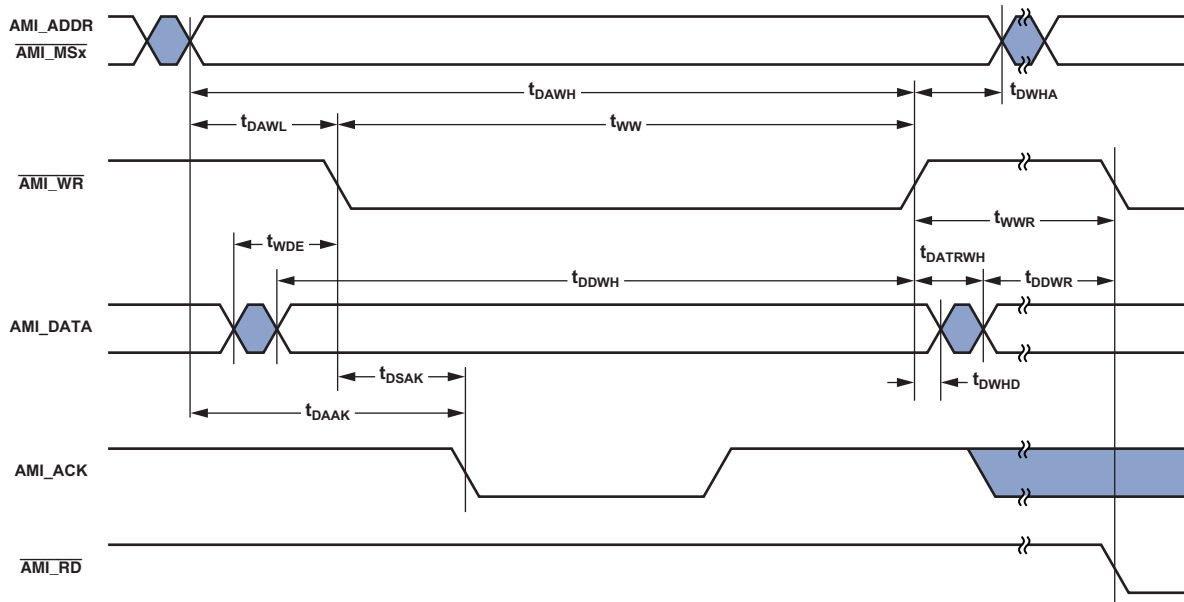 AMI_ADDR
AMI_MSx
tDAWH
tDWHA
tDAWL
tWW
AMI_WR
tWWR
tWDE
tDATRWH
tDDWH
tDDWR
AMI_DATA
tDSAK
tDWHD
tDAAK
AMI_ACK
AMI_RD